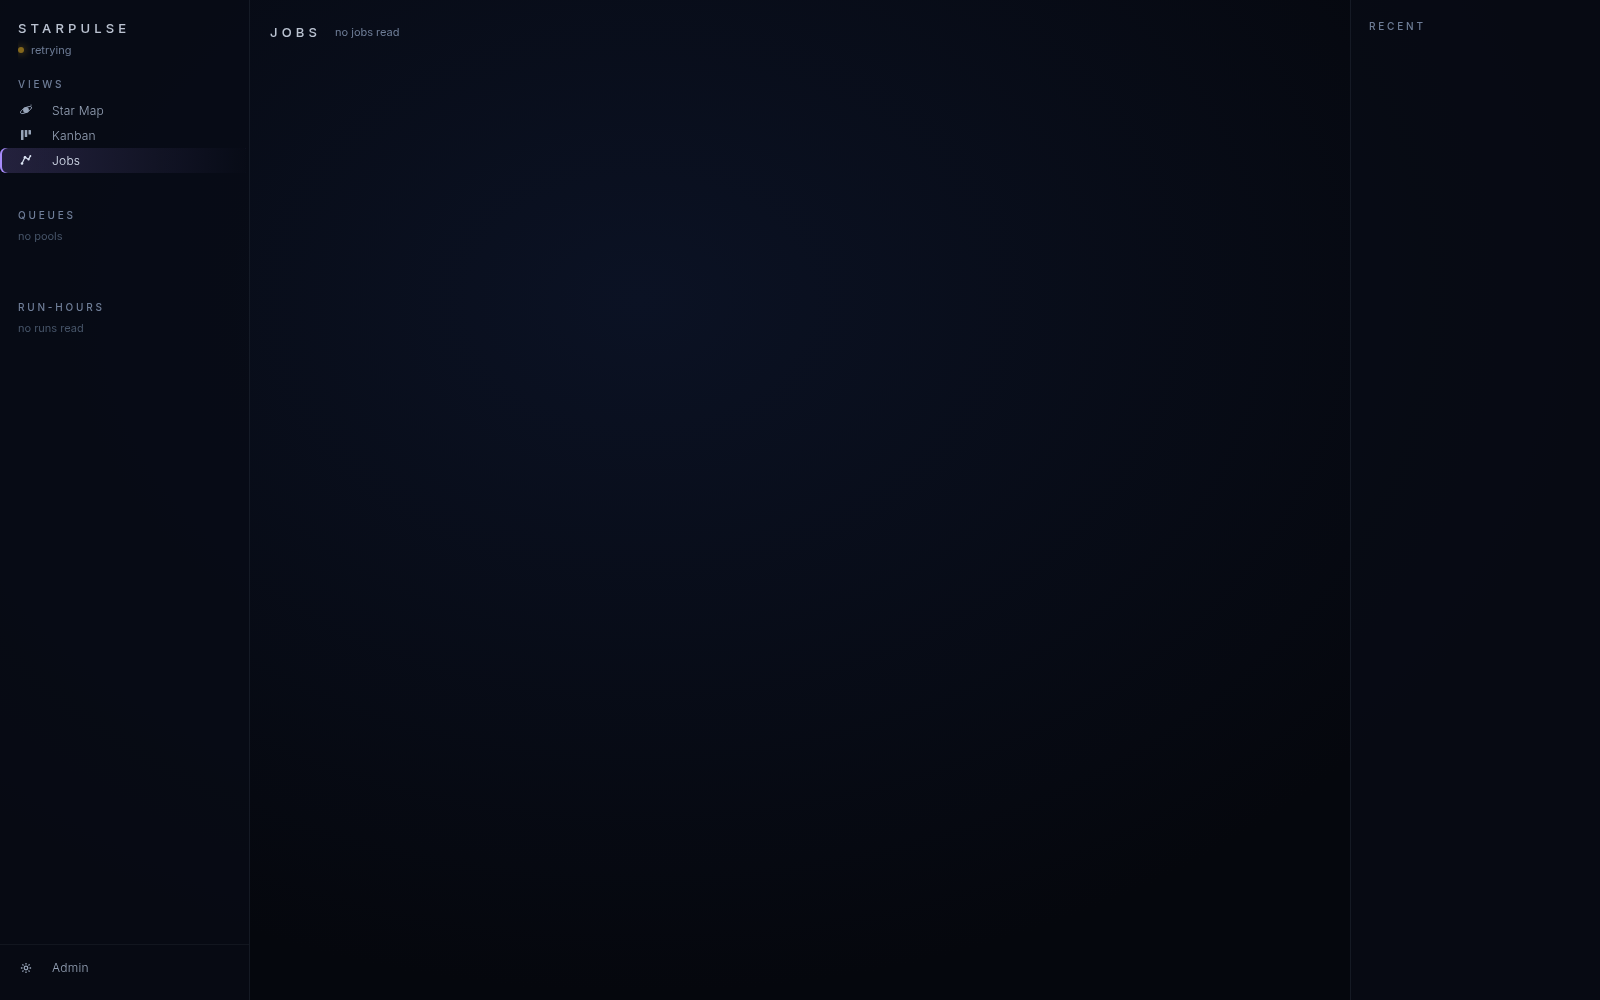 STARPULSE
retrying
VIEWS
Star Map
Kanban
Jobs
QUEUES
no pools
RUN-HOURS
no runs read
Admin
JOBS no jobs read
RECENT